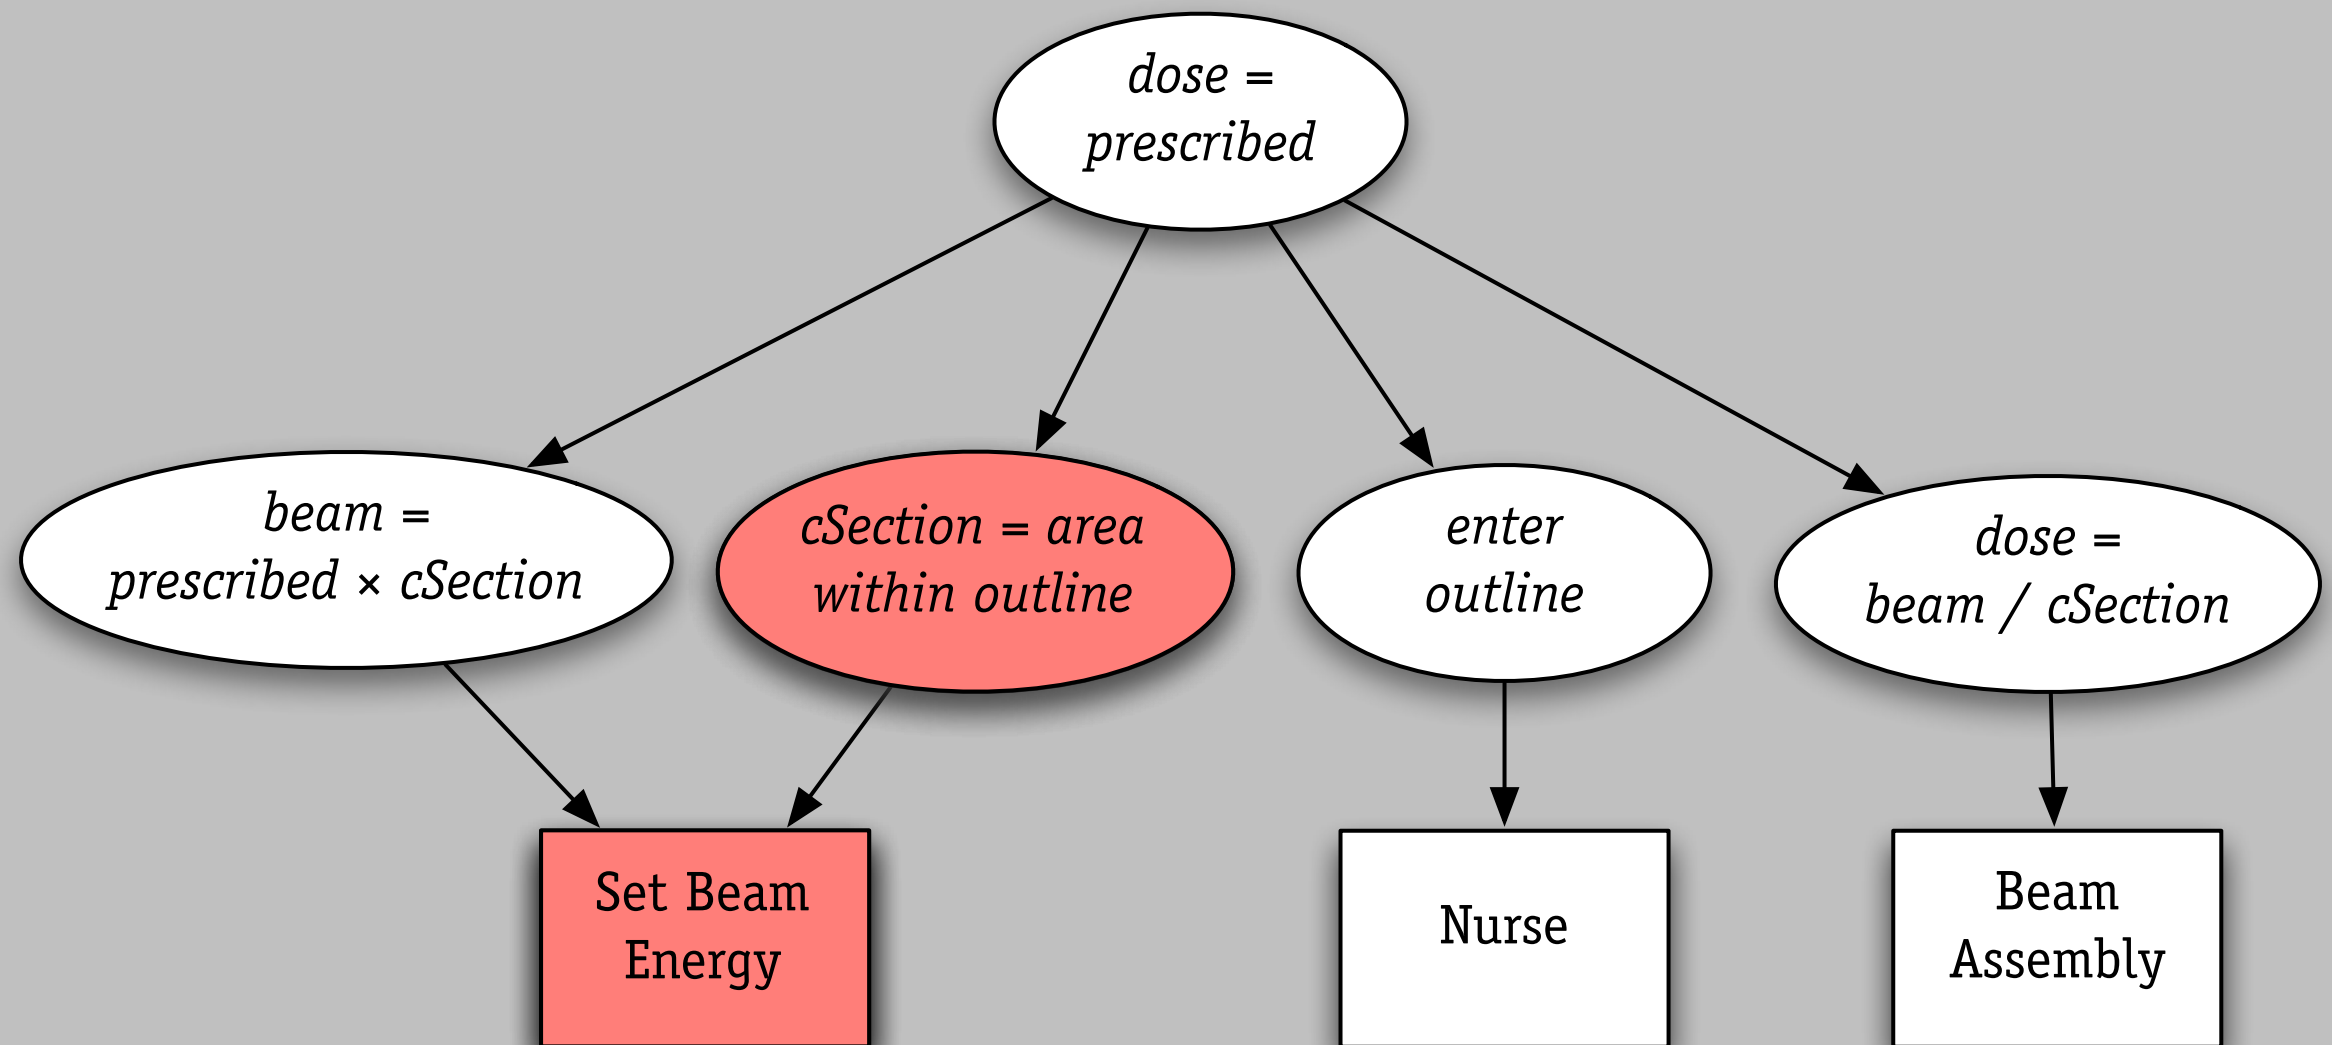 dose =
prescribed
beam =
prescribed × cSection
cSection = area
within outline
enter
outline
dose =
beam / cSection
Set Beam
Energy
Nurse
Beam
Assembly